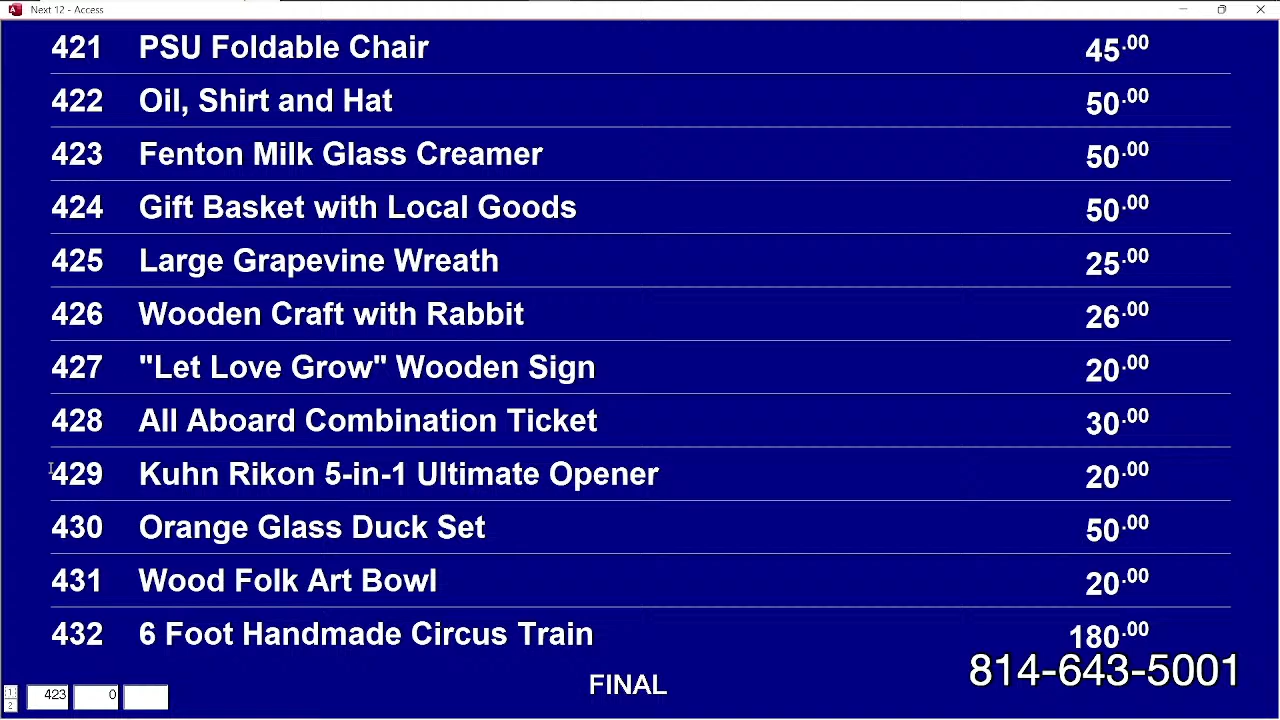 Next 12 - Access
421 PSU Foldable Chair 45.00
422 Oil, Shirt and Hat 50.00
423 Fenton Milk Glass Creamer 50.00
424 Gift Basket with Local Goods 50.00
425 Large Grapevine Wreath 25.00
426 Wooden Craft with Rabbit 26.00
427 "Let Love Grow" Wooden Sign 20.00
428 All Aboard Combination Ticket 30.00
429 Kuhn Rikon 5-in-1 Ultimate Opener 20.00
430 Orange Glass Duck Set 50.00
431 Wood Folk Art Bowl 20.00
432 6 Foot Handmade Circus Train 180.00
814-643-5001
FINAL
1
2
423 0